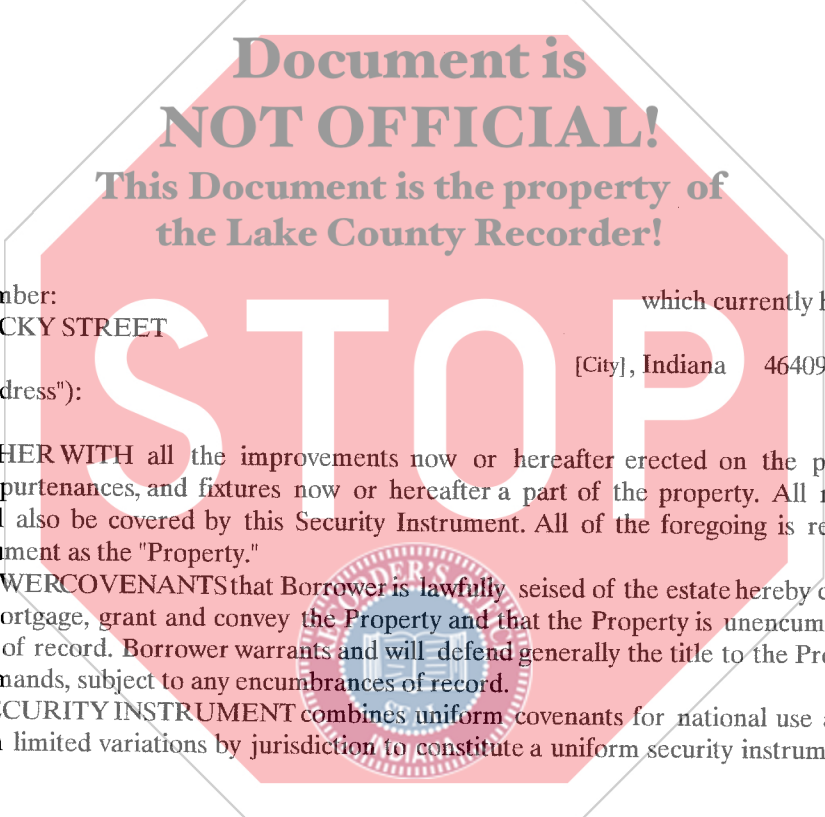 Document is
NOT OFFICIAL!
This Document is the property of
the Lake County Recorder!
mber:
which currently
CKY STREET
STOP
[City], Indiana 46409
dress"):
HER WITH all the improvements now or hereafter erected on the p
purtenances, and fixtures now or hereafter a part of the property. All
also be covered by this Security Instrument. All of the foregoing is re
ment as the "Property."
WERCOVENANTS that Borrower is lawfully seised of the estate hereby
ortgage, grant and convey the Property and that the Property is unencum
of record. Borrower warrants and will defend generally the title to the Pro
mands, subject to any encumbrances of record.
CURITY INSTRUMENT combines uniform covenants for national use
limited variations by jurisdiction to constitute a uniform security instrum
SEAL
INDIANA